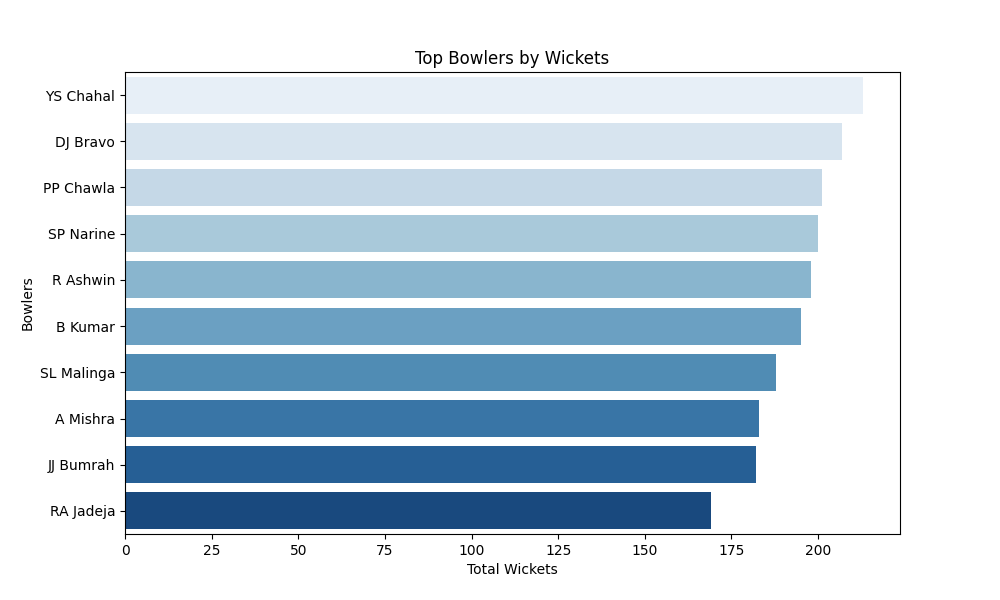 Top Bowlers by Wickets
YS Chahal
DJ Bravo
PP Chawla
SP Narine
R Ashwin
B Kumar
SL Malinga
A Mishra
JJ Bumrah
RA Jadeja
Bowlers
0 25 50 75 100 125 150 175 200
Total Wickets